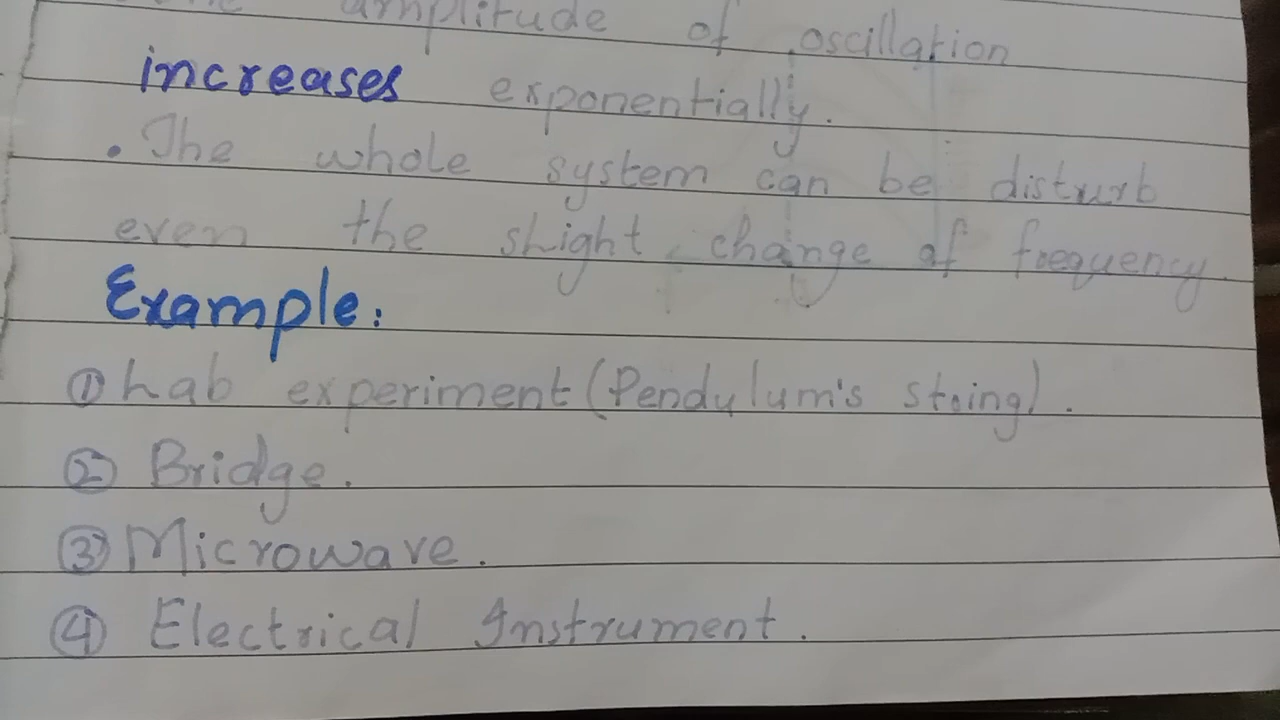 amplitude of oscillation
increases exponentially.
. The whole system can be disturb
even the slight change of frequency.
Example:
① Lab experiment (Pendulum's string).
② Bridge.
③ Microwave.
④ Electrical Instrument.